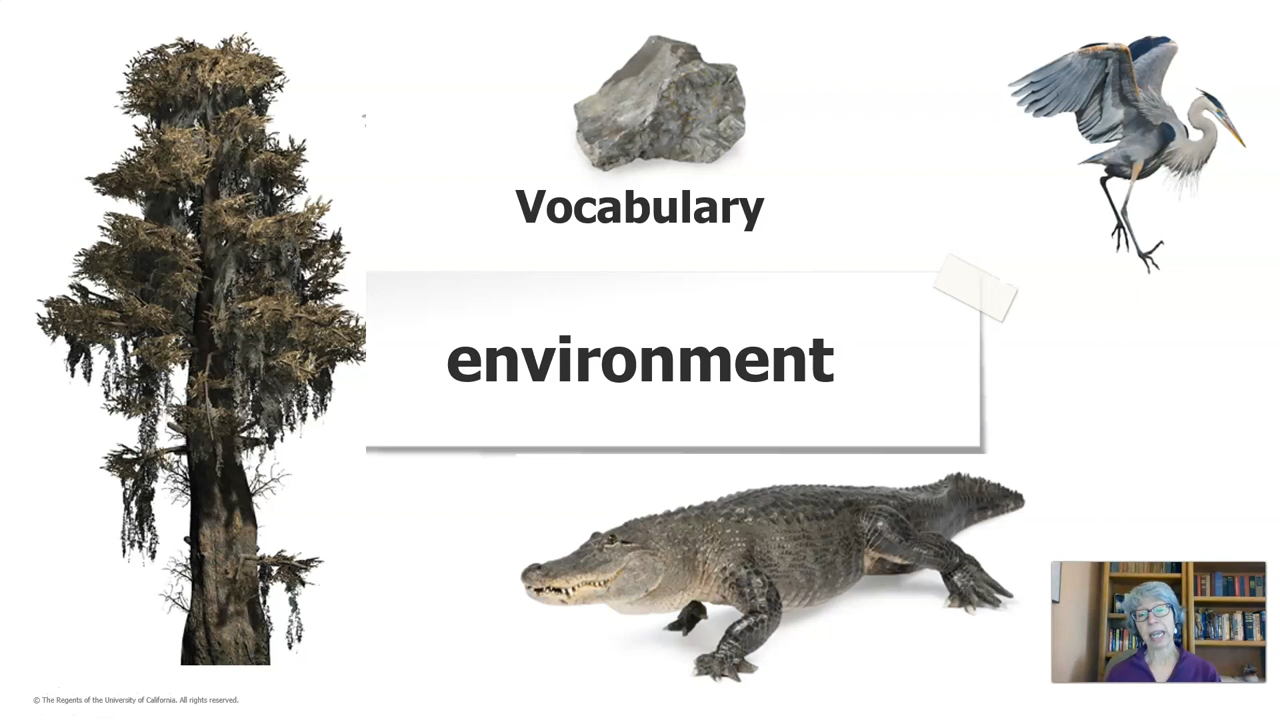 Vocabulary
environment
© The Regents of the University of California. All rights reserved.